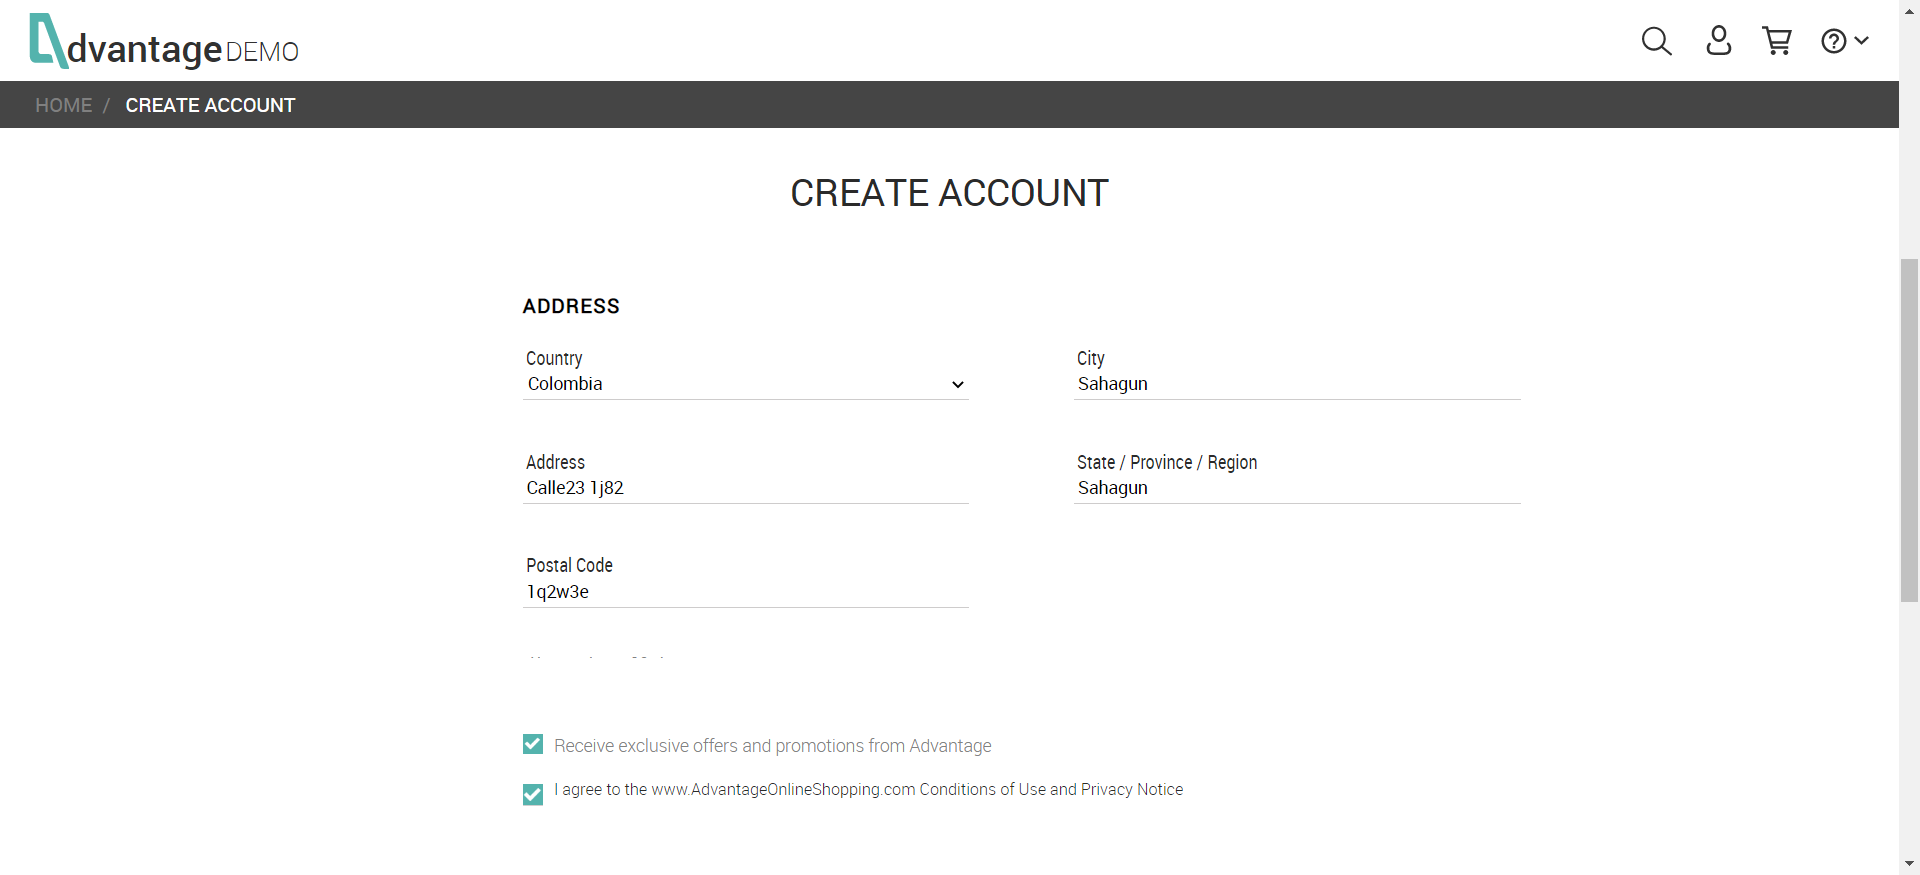 dvantage DEMO
HOME / CREATE ACCOUNT
CREATE ACCOUNT
ADDRESS
Country
Colombia
City
Sahagun
Address
Calle23 1j82
State / Province / Region
Sahagun
Postal Code
1q2w3e
Receive exclusive offers and promotions from Advantage
I agree to the www.AdvantageOnlineShopping.com Conditions of Use and Privacy Notice